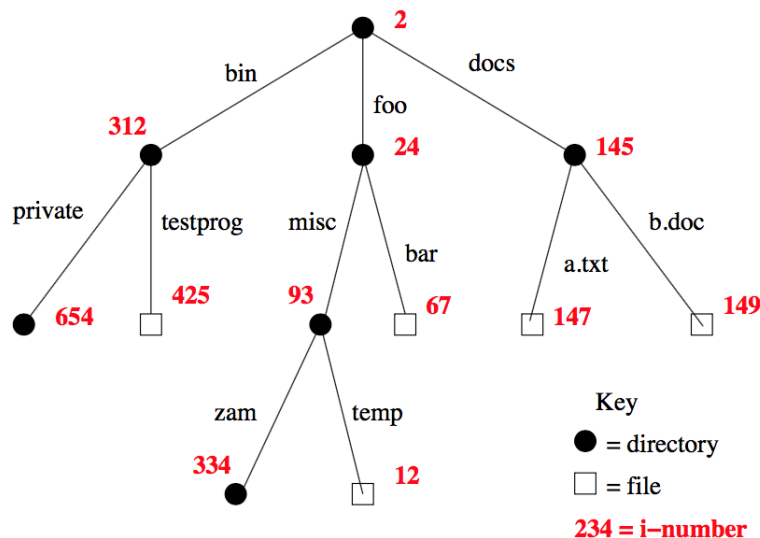 2
bin
foo
docs
312
24
145
private
testprog
misc
bar
a.txt
b.doc
654
425
93
67
147
149
zam
temp
334
12
Key
= directory
= file
234 = i−number